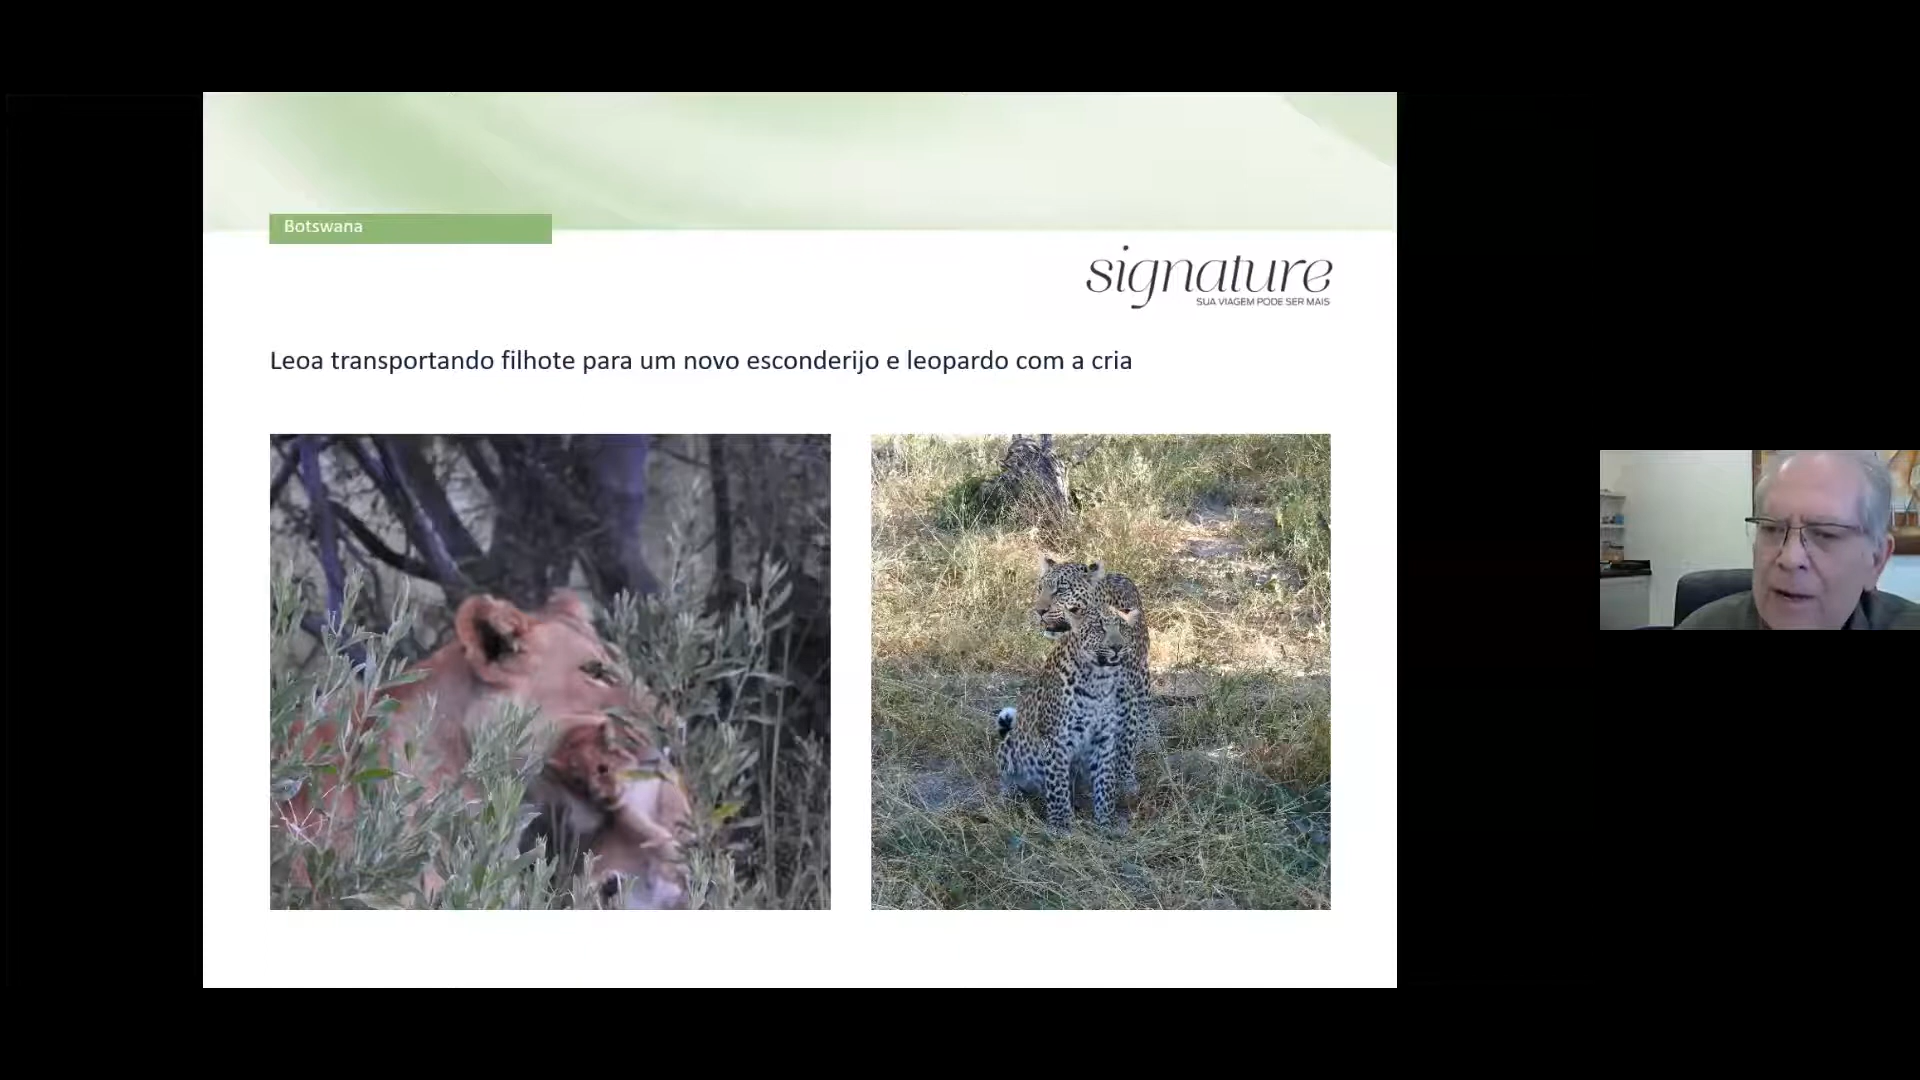 Botswana
signature
SUA VIAGEM PODE SER MAIS
Leoa transportando filhote para um novo esconderijo e leopardo com a cria